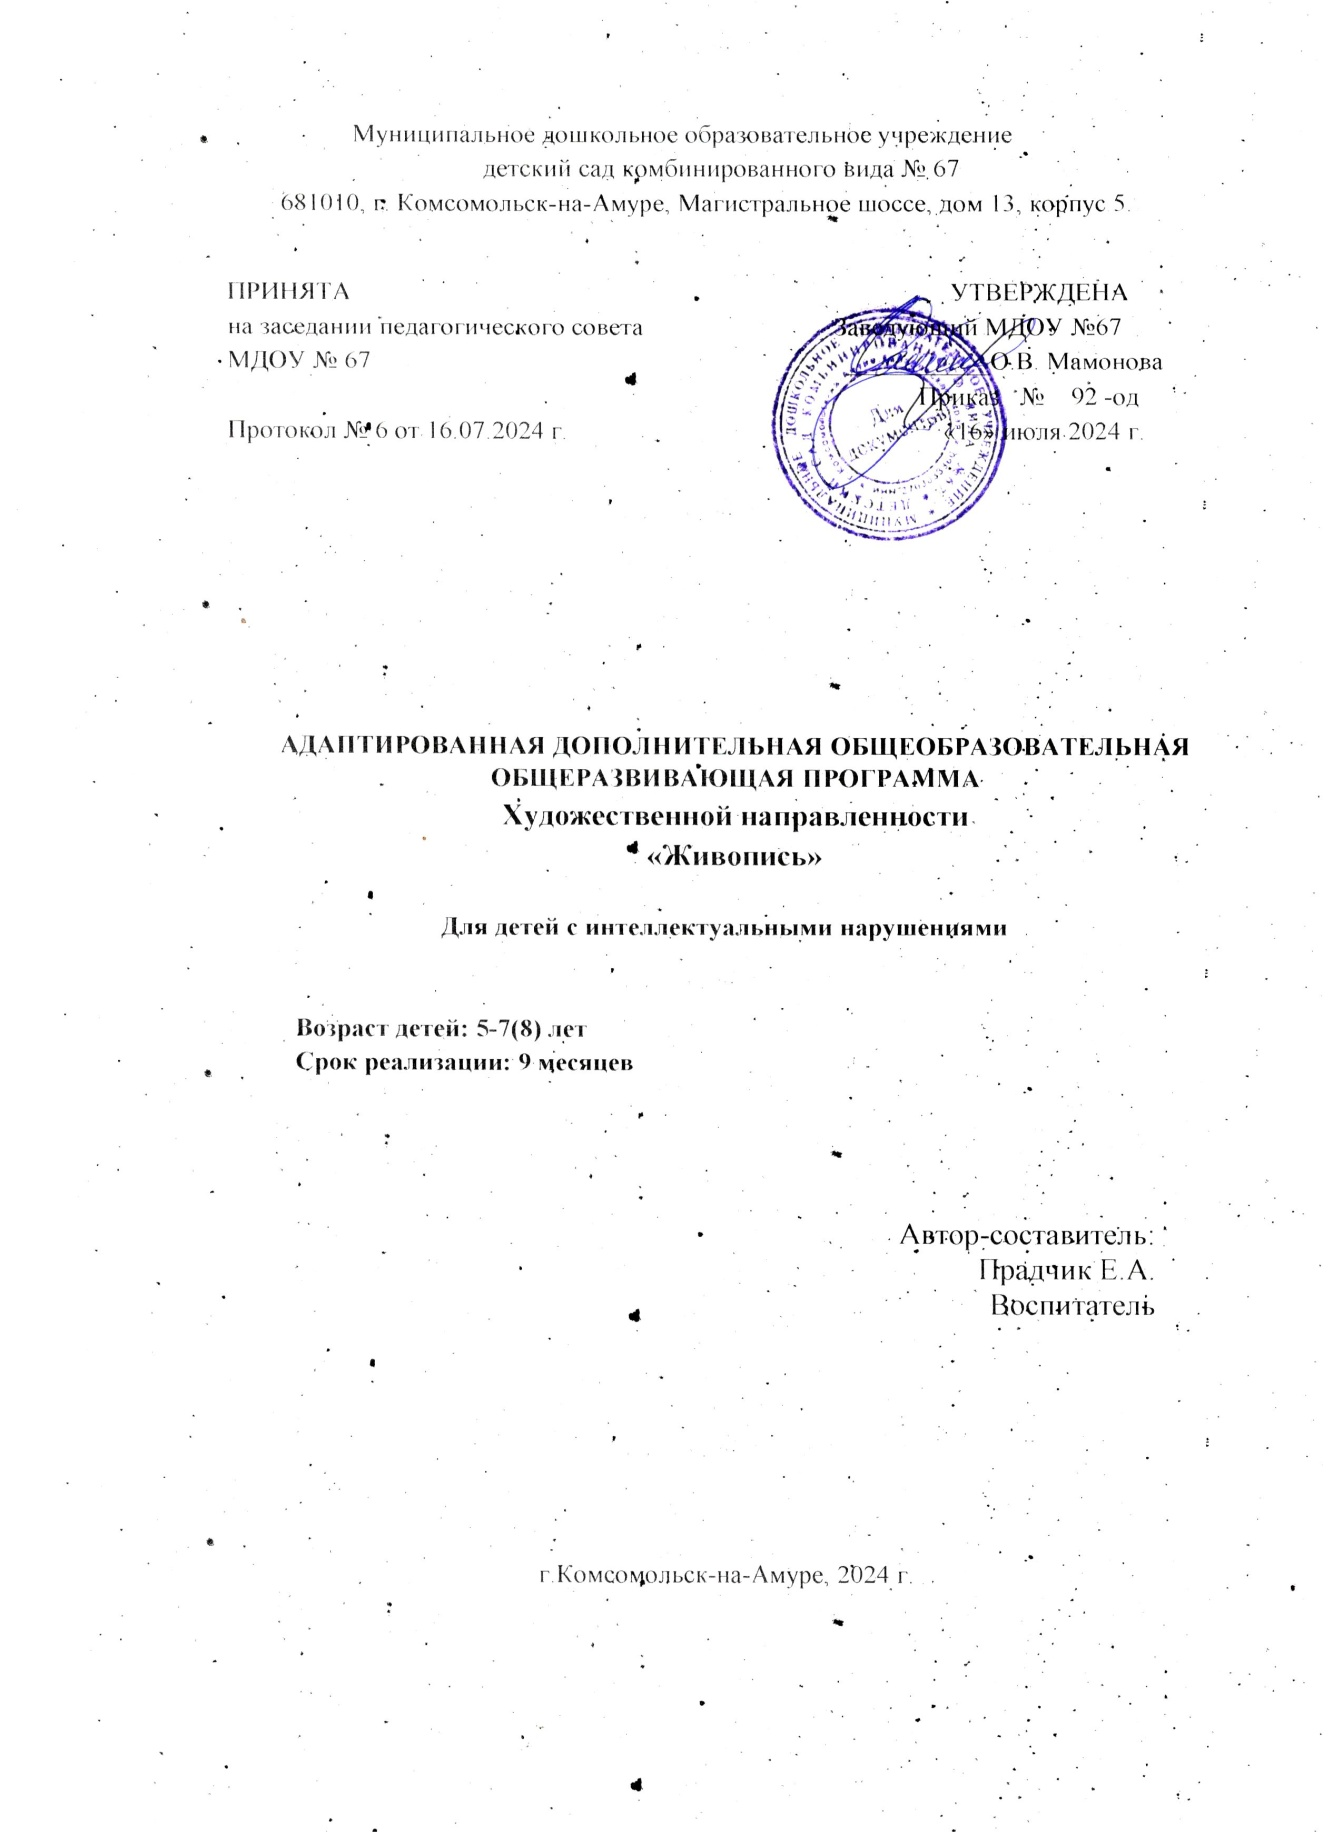 Муниципальное дошкольное образовательное учреждение
детский сад комбинированного вида № 67
681010, г. Комсомольск-на-Амуре, Магистральное шоссе, дом 13, корпус 5.
ПРИНЯТА
на заседании педагогического совета
МДОУ № 67
Протокол № 6 от 16.07.2024 г.
УТВЕРЖДЕНА
Заведующий МДОУ №67
О.В. Мамонова
Приказ № 92 -од
«16» июля 2024 г.
Для
документов
АДАПТИРОВАННАЯ ДОПОЛНИТЕЛЬНАЯ ОБЩЕОБРАЗОВАТЕЛЬНАЯ
ОБЩЕРАЗВИВАЮЩАЯ ПРОГРАММА
Художественной направленности
«Живопись»
Для детей с интеллектуальными нарушениями
Возраст детей: 5-7(8) лет
Срок реализации: 9 месяцев
Автор-составитель:
Прадчик Е.А.
Воспитатель
г.Комсомольск-на-Амуре, 2024 г.